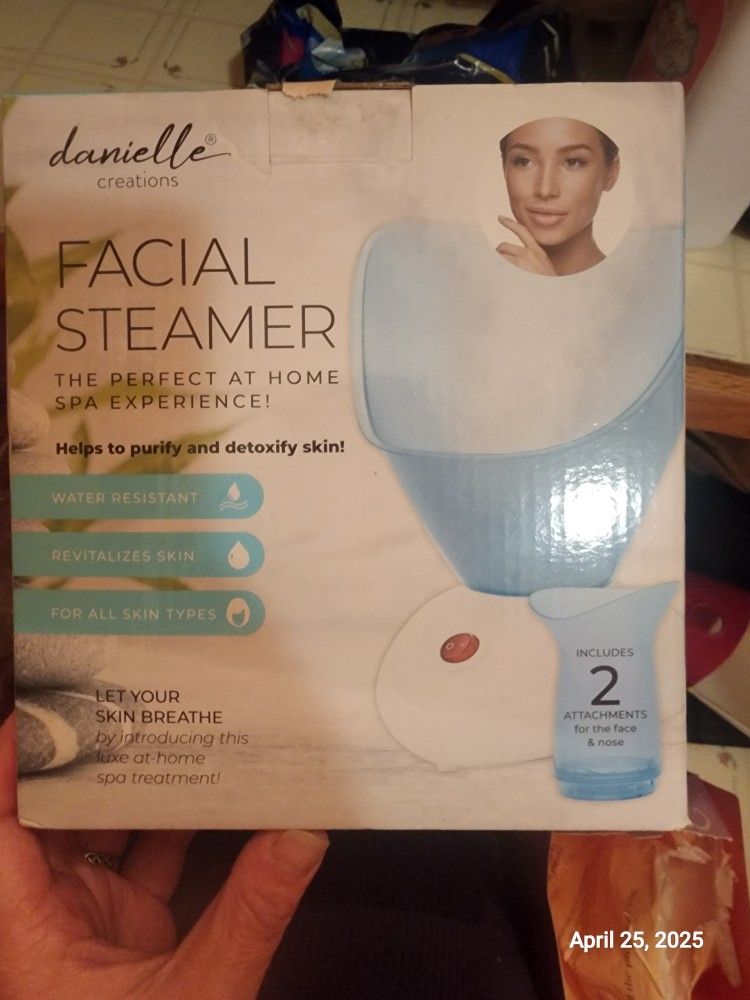 danielle®
creations
FACIAL
STEAMER
THE PERFECT AT HOME
SPA EXPERIENCE!
Helps to purify and detoxify skin!
WATER RESISTANT
REVITALIZES SKIN
FOR ALL SKIN TYPES
LET YOUR
SKIN BREATHE
by introducing this
luxe at-home
spa treatment!
INCLUDES
2
ATTACHMENTS
for the face
& nose
April 25, 2025